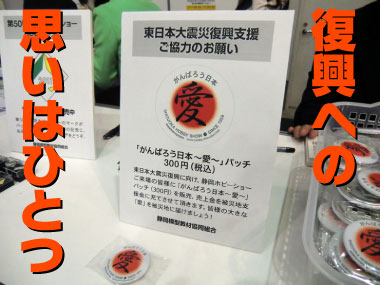 復興への
思いはひとつ
東日本大震災復興支援
ご協力のお願い
がんばろう日本
愛
SHIZUOKA HOBBY SHOW
「がんばろう日本～愛～」バッチ
300円(税込)
東日本大震災復興に向け、静岡ホビーショー
ご来場の皆様に「がんばろう日本～愛～」
バッチ(300円)を販売、売上金を被災地支
援金に充てさせて頂きます。皆様の大きな
「愛」を被災地に届けましょう!
静岡模型教材協同組合
第50
ショー
愛